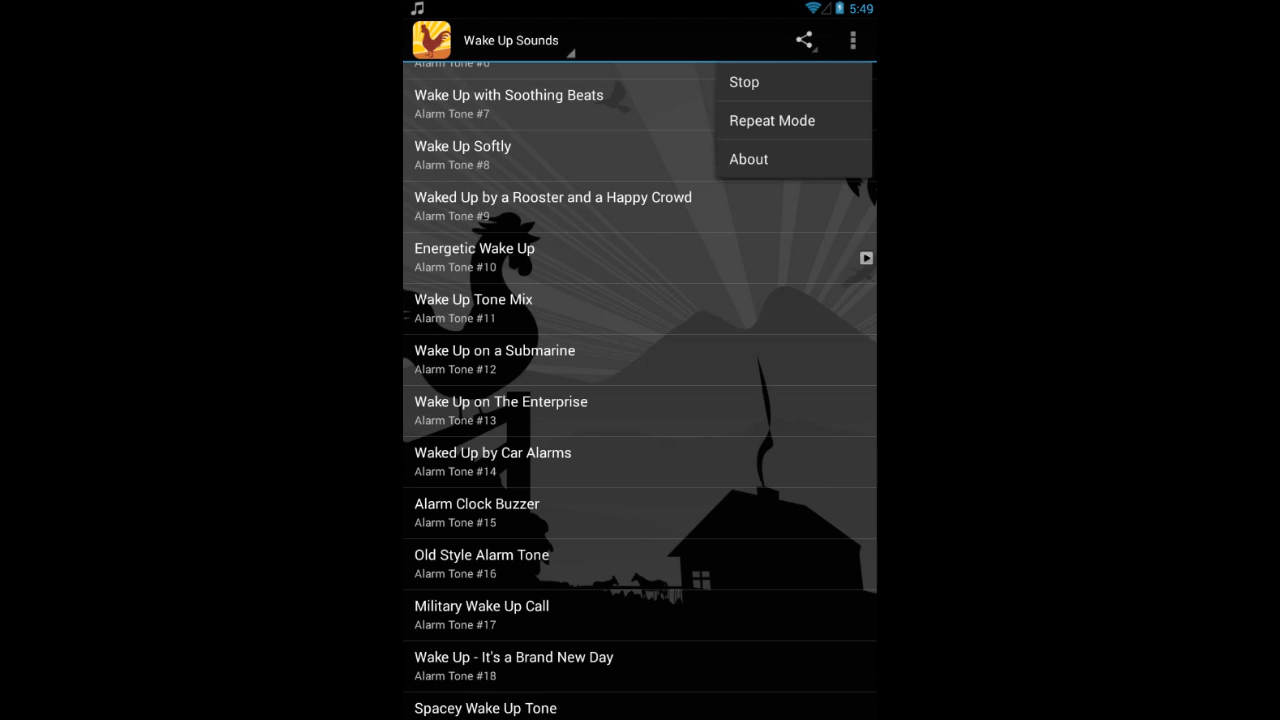 5:49
Wake Up Sounds
Alarm Tone #6
Stop
Wake Up with Soothing Beats
Alarm Tone #7
Repeat Mode
Wake Up Softly
Alarm Tone #8
About
Waked Up by a Rooster and a Happy Crowd
Alarm Tone #9
Energetic Wake Up
Alarm Tone #10
Wake Up Tone Mix
Alarm Tone #11
Wake Up on a Submarine
Alarm Tone #12
Wake Up on The Enterprise
Alarm Tone #13
Waked Up by Car Alarms
Alarm Tone #14
Alarm Clock Buzzer
Alarm Tone #15
Old Style Alarm Tone
Alarm Tone #16
Military Wake Up Call
Alarm Tone #17
Wake Up - It's a Brand New Day
Alarm Tone #18
Spacey Wake Up Tone